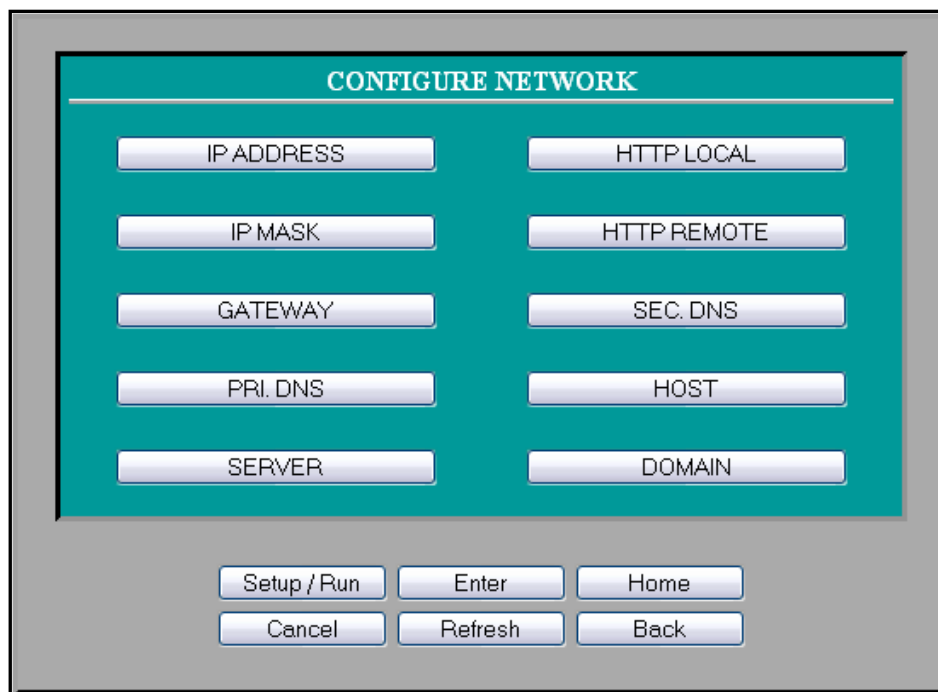 CONFIGURE NETWORK
IP ADDRESS
HTTP LOCAL
IP MASK
HTTP REMOTE
GATEWAY
SEC. DNS
PRI. DNS
HOST
SERVER
DOMAIN
Setup / Run
Enter
Home
Cancel
Refresh
Back